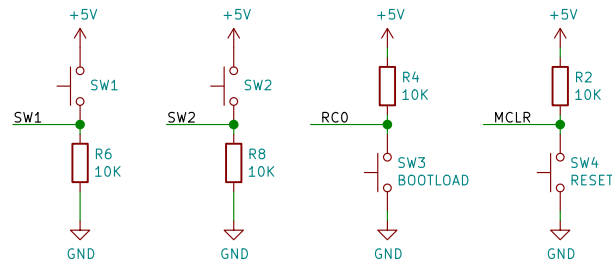 +5V
SW1
SW1
R6
10K
GND
+5V
SW2
SW2
R8
10K
GND
+5V
R4
10K
RC0
SW3
BOOTLOAD
GND
+5V
R2
10K
MCLR
SW4
RESET
GND